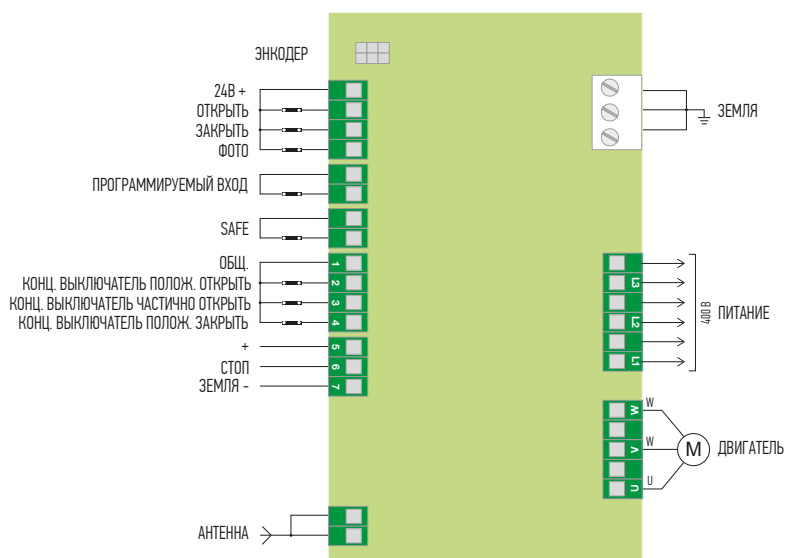 ЭНКОДЕР
24В +
ОТКРЫТЬ
ЗАКРЫТЬ
ФОТО
ПРОГРАММИРУЕМЫЙ ВХОД
SAFE
ОБЩ.
КОНЦ. ВЫКЛЮЧАТЕЛЬ ПОЛОЖ. ОТКРЫТЬ
КОНЦ. ВЫКЛЮЧАТЕЛЬ ЧАСТИЧНО ОТКРЫТЬ
КОНЦ. ВЫКЛЮЧАТЕЛЬ ПОЛОЖ. ЗАКРЫТЬ
+
СТОП
ЗЕМЛЯ -
АНТЕННА
1
2
3
4
5
6
7
ЗЕМЛЯ
L3
L2
L1
400 В
ПИТАНИЕ
W
V
U
W
W
U
M
ДВИГАТЕЛЬ